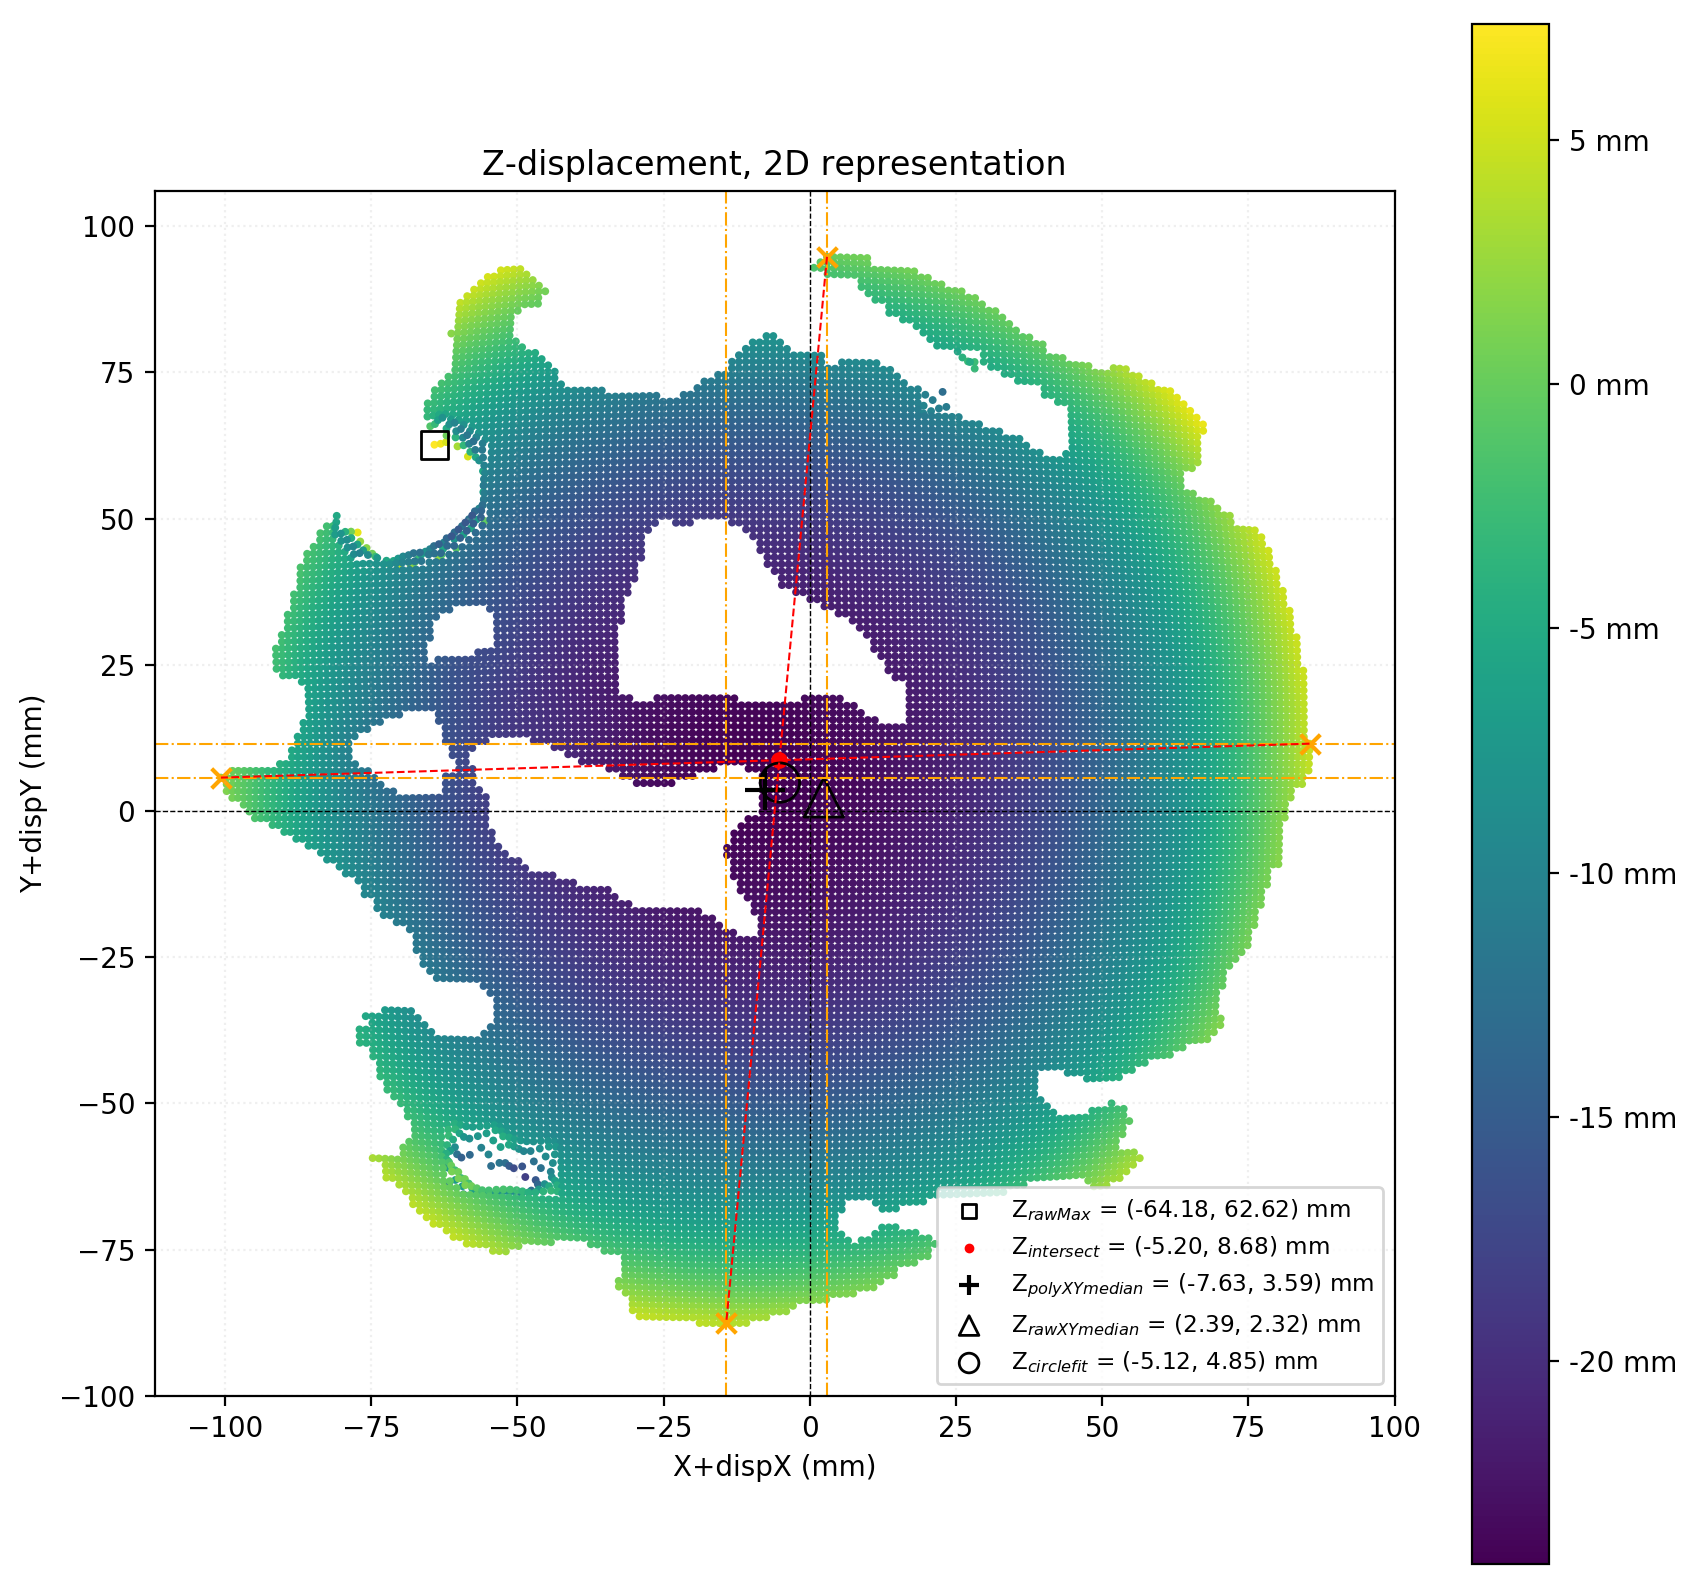 Z-displacement, 2D representation
100
75
50
25
0
−25
−50
−75
−100
Y+dispY (mm)
−100
−75
−50
−25
0
25
50
75
100
X+dispX (mm)
Z_rawMax = (-64.18, 62.62) mm
Z_intersect = (-5.20, 8.68) mm
Z_polyXYmedian = (-7.63, 3.59) mm
Z_rawXYmedian = (2.39, 2.32) mm
Z_circlefit = (-5.12, 4.85) mm
5 mm
0 mm
-5 mm
-10 mm
-15 mm
-20 mm